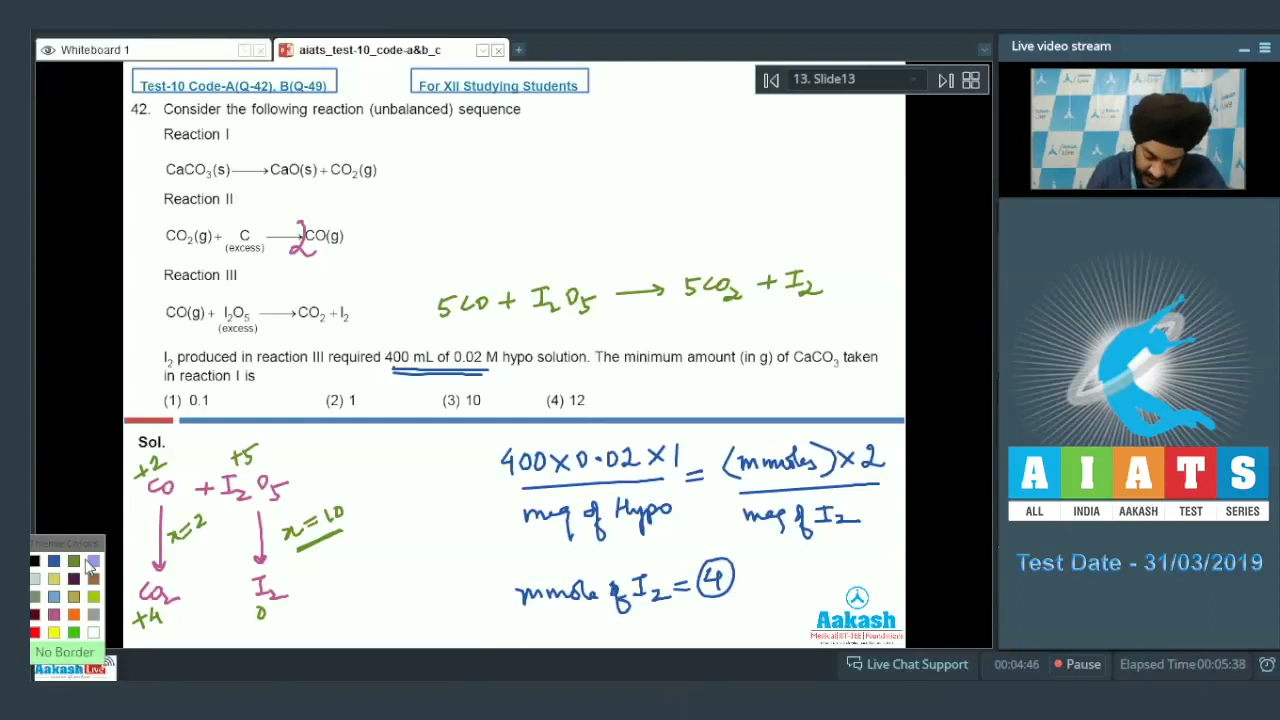 Whiteboard 1
aiats_test-10_code-a&b_c
Live video stream
13. Slide13
Test-10 Code-A(Q-42), B(Q-49)
For XII Studying Students
42. Consider the following reaction (unbalanced) sequence
Reaction I
CaCO₃(s) ⟶ CaO(s) + CO₂(g)
Reaction II
CO₂(g) + C (excess) ⟶ 2CO(g)
Reaction III
5CO + I₂O₅ ⟶ 5CO₂ + I₂
CO(g) + I₂O₅ (excess) ⟶ CO₂ + I₂
I₂ produced in reaction III required 400 mL of 0.02 M hypo solution. The minimum amount (in g) of CaCO₃ taken
in reaction I is
(1) 0.1 (2) 1 (3) 10 (4) 12
Sol.
+2 +5
CO + I₂O₅
x=2 x=10
CO₂ I₂
+4 0
400×0.02×1 = (mmoles)×2
meq of Hypo meq of I₂
mmole of I₂ = 4
No Border
Aakash Live
Aakash
Medical|IIT-JEE|Foundations
AIATS
ALL INDIA AAKASH TEST SERIES
Test Date - 31/03/2019
Live Chat Support
00:04:46
Pause
Elapsed Time 00:05:38